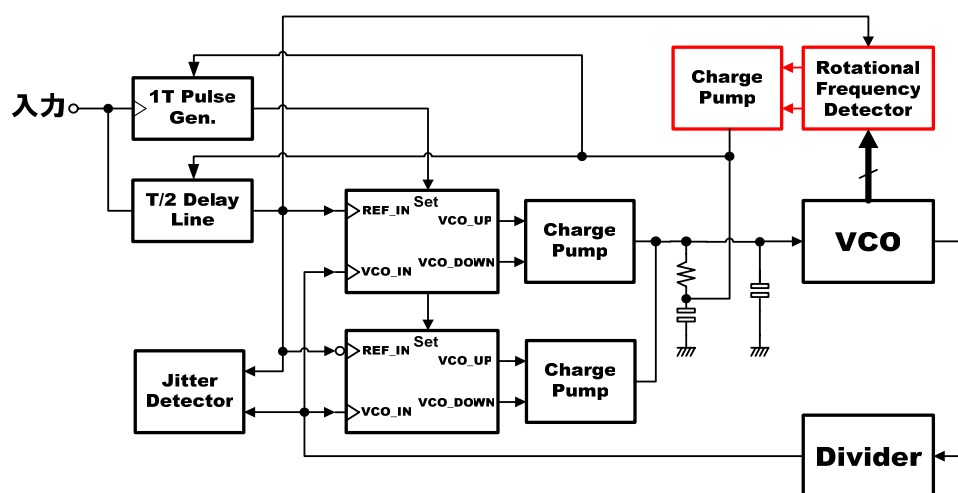 入力
1T Pulse
Gen.
T/2 Delay
Line
Charge
Pump
Rotational
Frequency
Detector
Set
REF_IN
VCO_UP
VCO_IN
VCO_DOWN
Charge
Pump
VCO
Set
REF_IN
VCO_UP
VCO_IN
VCO_DOWN
Charge
Pump
Jitter
Detector
Divider